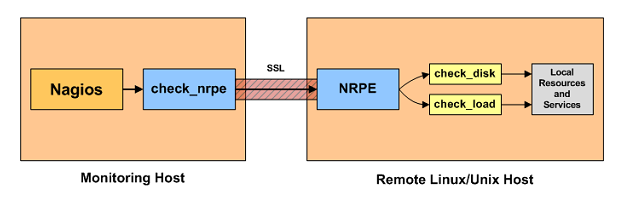 SSL
Nagios
check_nrpe
NRPE
check_disk
check_load
Local
Resources
and
Services
Monitoring Host
Remote Linux/Unix Host